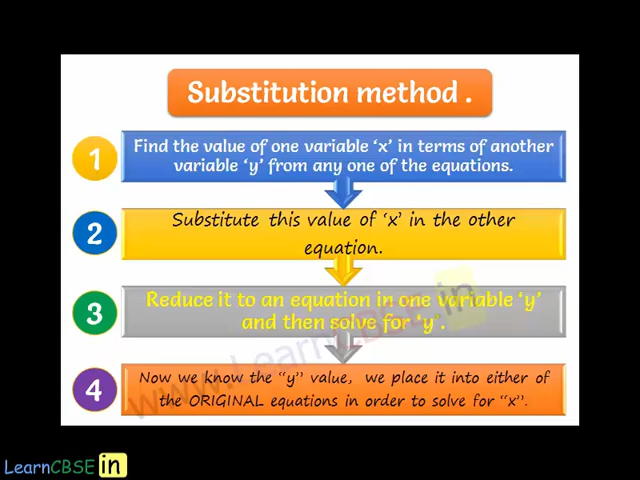 Substitution method .
1
Find the value of one variable ‘x’ in terms of another
variable ‘y’ from any one of the equations.
2
Substitute this value of ‘x’ in the other
equation.
3
Reduce it to an equation in one variable ‘y’
and then solve for ‘y’.
4
Now we know the “y” value, we place it into either of
the ORIGINAL equations in order to solve for “x”.
www.LearnCBSE.in
LearnCBSE in